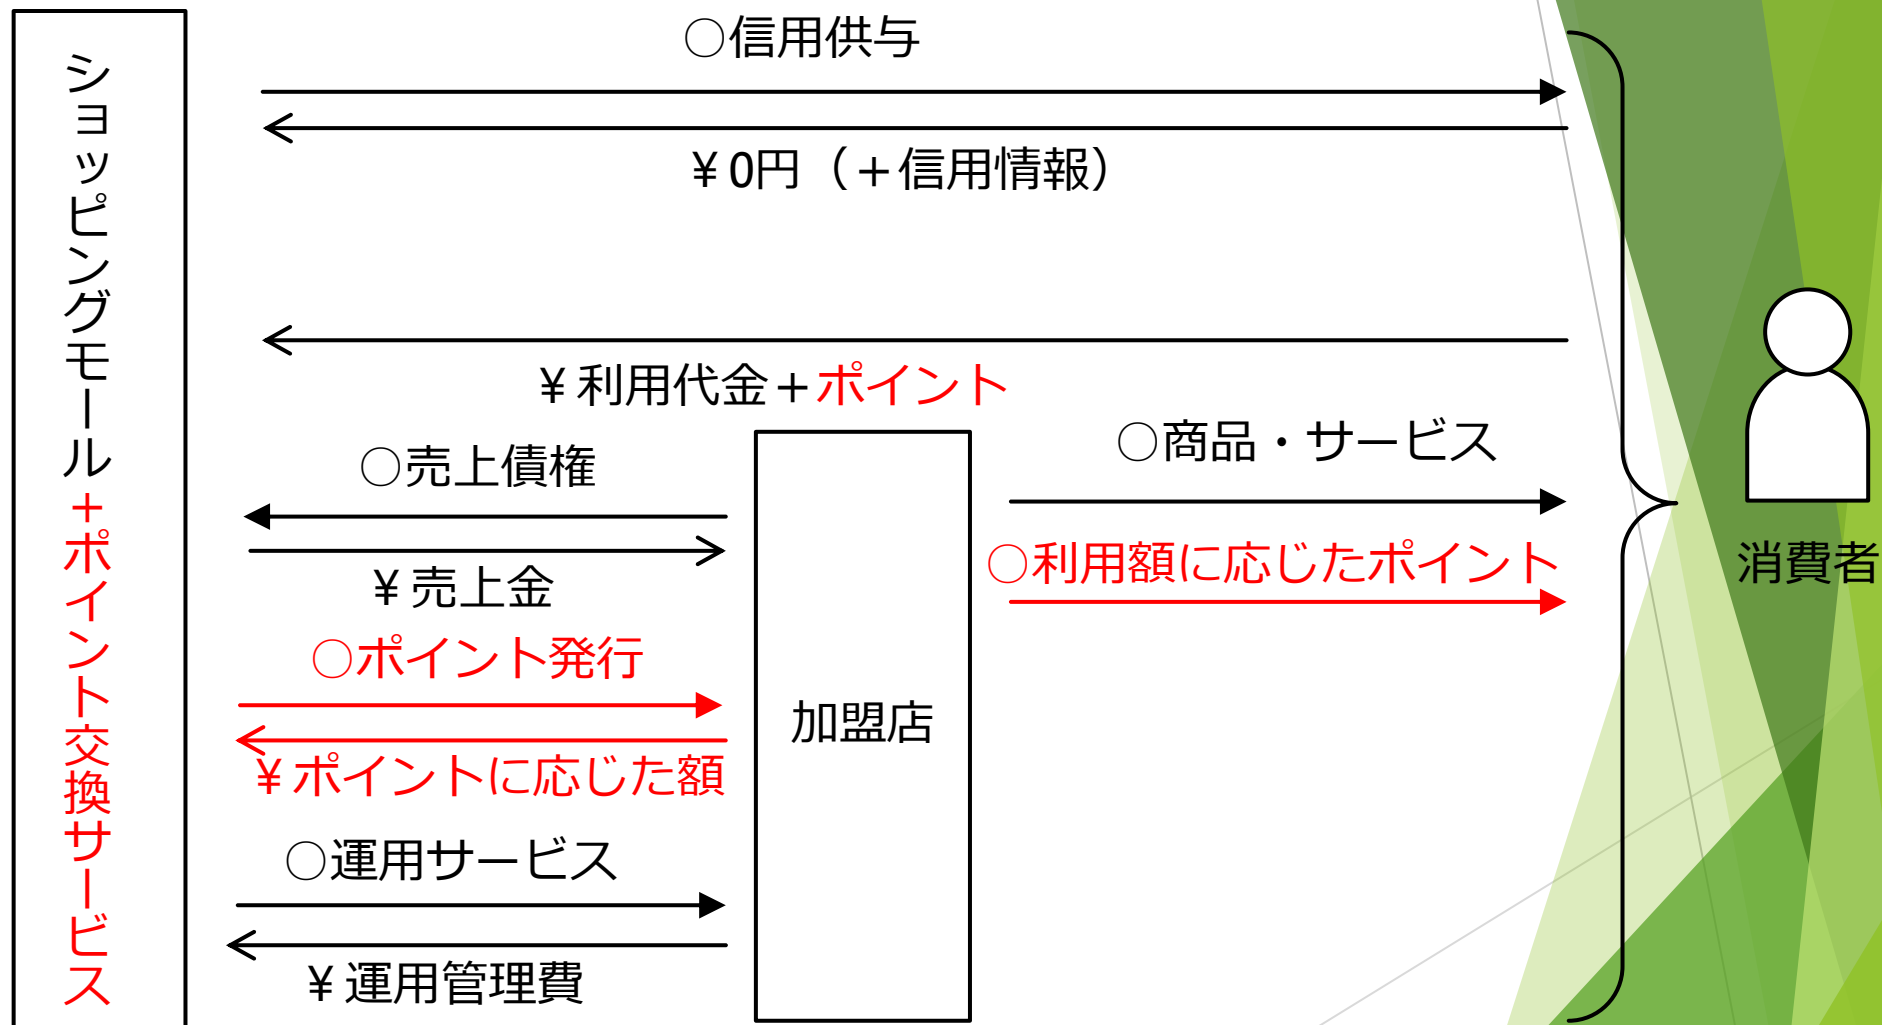 ショッピングモール＋ポイント交換サービス
○信用供与
￥0円（＋信用情報）
￥利用代金＋ポイント
○売上債権
￥売上金
○ポイント発行
￥ポイントに応じた額
○運用サービス
￥運用管理費
加盟店
○商品・サービス
○利用額に応じたポイント
消費者